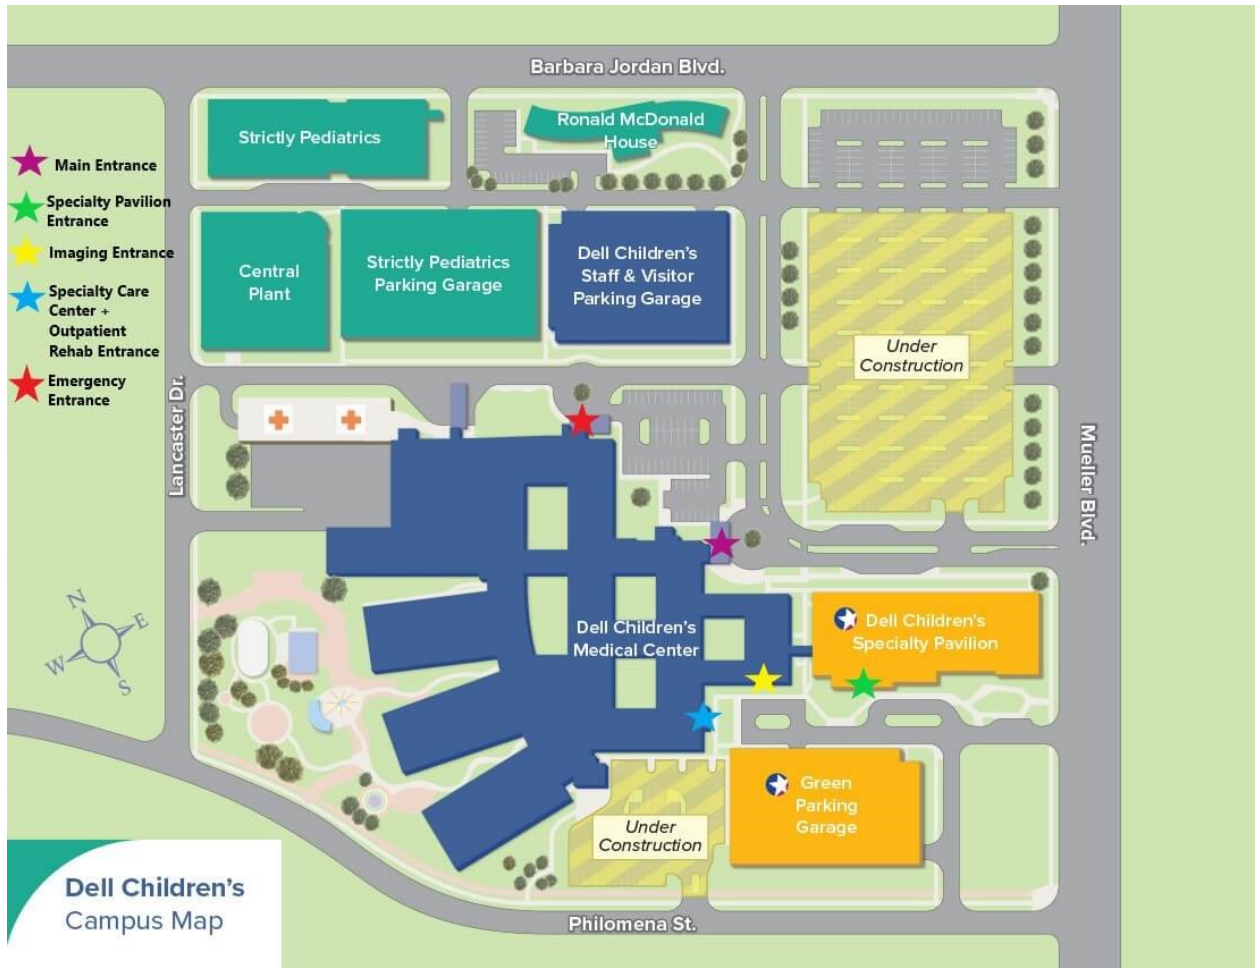 Barbara Jordan Blvd.
Strictly Pediatrics
Ronald McDonald
House
Main Entrance
Specialty Pavilion
Entrance
Imaging Entrance
Specialty Care
Center +
Outpatient
Rehab Entrance
Emergency
Entrance
Central
Plant
Strictly Pediatrics
Parking Garage
Dell Children's
Staff & Visitor
Parking Garage
Under
Construction
Lancaster Dr.
Mueller Blvd.
N
E
W
S
Dell Children's
Medical Center
Dell Children's
Specialty Pavilion
Green
Parking
Garage
Under
Construction
Dell Children's
Campus Map
Philomena St.